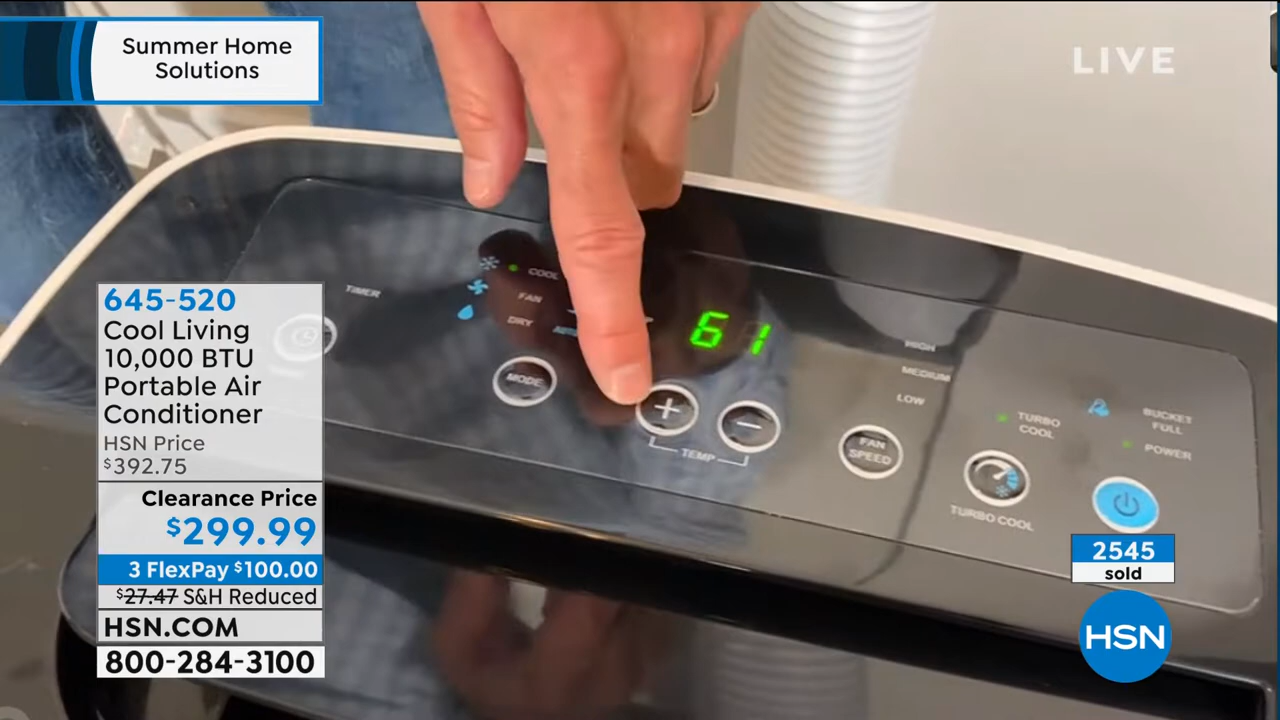 Summer Home
Solutions
LIVE
TIMER
COOL
FAN
DRY
61
MODE
+
−
TEMP
HIGH
MEDIUM
LOW
FAN
SPEED
TURBO
COOL
TURBO COOL
BUCKET
FULL
POWER
645-520
Cool Living
10,000 BTU
Portable Air
Conditioner
HSN Price
$392.75
Clearance Price
$299.99
3 FlexPay $100.00
$27.47 S&H Reduced
HSN.COM
800-284-3100
2545
sold
HSN